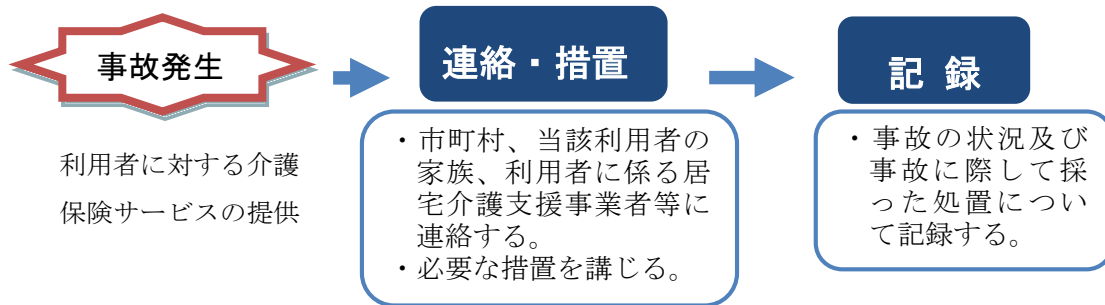 事故発生
利用者に対する介護
保険サービスの提供
連絡・措置
・市町村、当該利用者の
家族、利用者に係る居
宅介護支援事業者等に
連絡する。
・必要な措置を講じる。
記 録
・事故の状況及び
事故に際して採
った処置につい
て記録する。